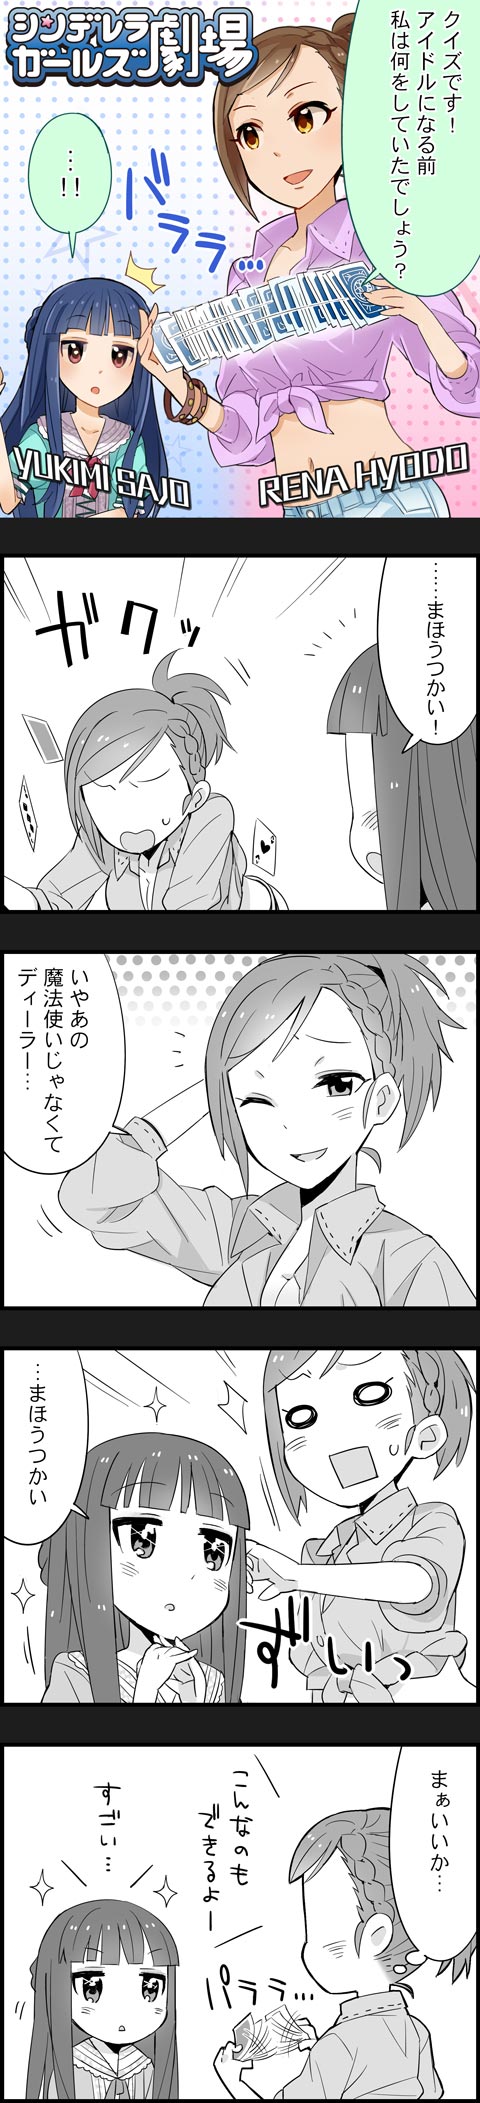 シンデレラ
ガールズ劇場
クイズです！
アイドルになる前
私は何をしていたでしょう？
…！！
バララ…
YUKIMI SAJO
RENA HYODO
……まほうつかい！
ガクッ
いやあの
魔法使いじゃなくて
ディーラー…
…まほうつかい
ずいっ
まぁいいか…
こんなのも
できるよー
すごい…
パララ…